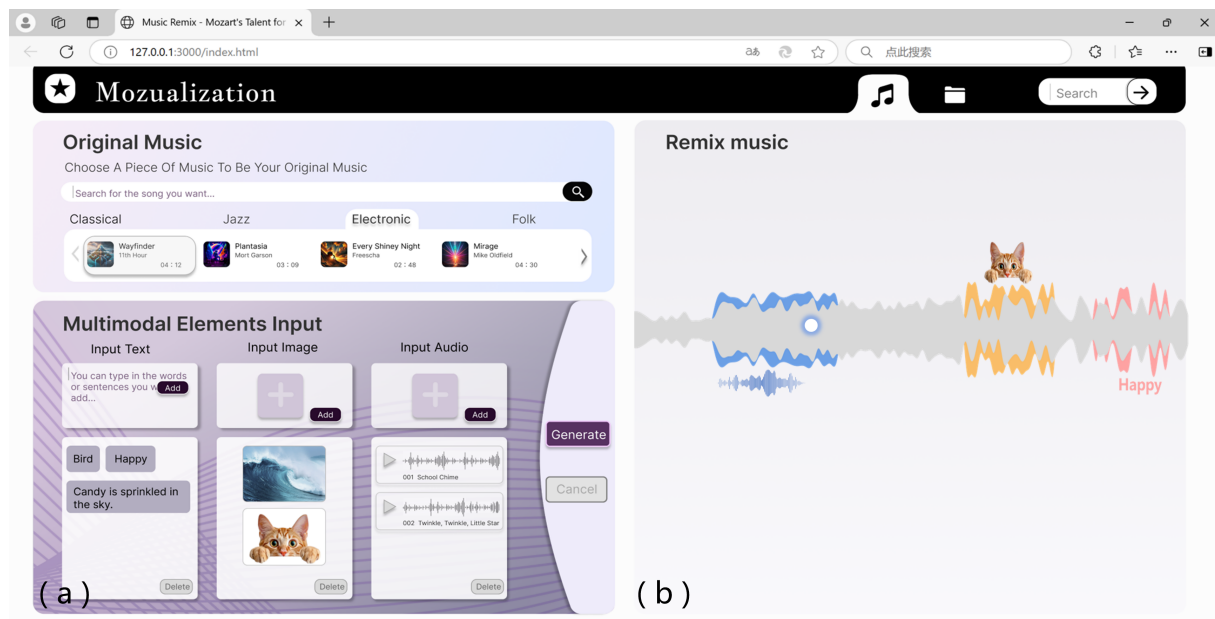 Music Remix - Mozart's Talent for
127.0.0.1:3000/index.html
aあ
点此搜索
Mozualization
Search
Original Music
Choose A Piece Of Music To Be Your Original Music
Search for the song you want...
Classical
Jazz
Electronic
Folk
Wayfinder
11th Hour
04 : 12
Plantasia
Mort Garson
03 : 09
Every Shiney Night
Freescha
02 : 48
Mirage
Mike Oldfield
04 : 30
Multimodal Elements Input
Input Text
Input Image
Input Audio
You can type in the words
or sentences you w
add...
Add
Add
Add
Bird
Happy
Candy is sprinkled in
the sky.
001 School Chime
002 Twinkle, Twinkle, Little Star
Delete
Delete
Delete
Generate
Cancel
( a )
Remix music
Happy
( b )